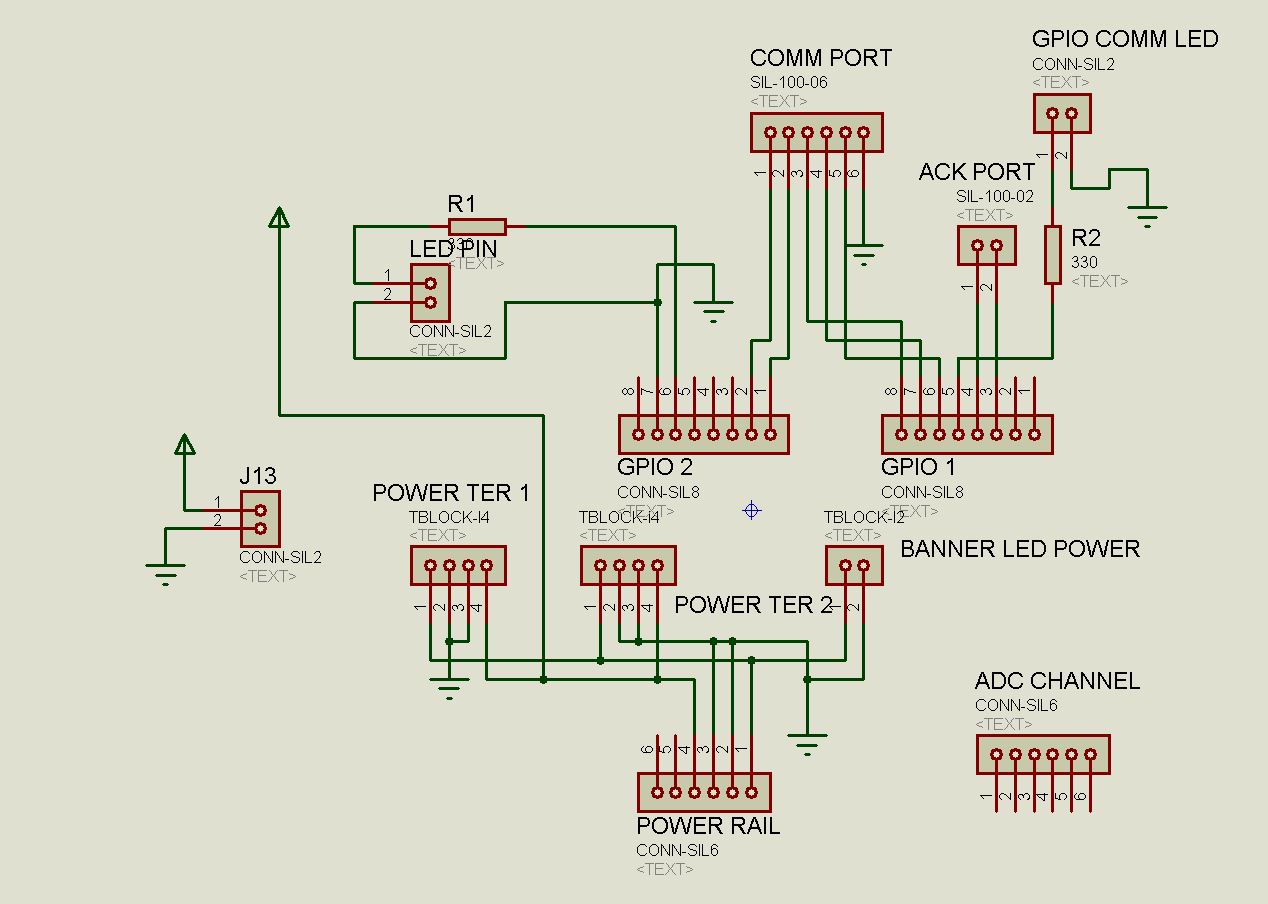 GPIO COMM LED
CONN-SIL2
<TEXT>
1
2
COMM PORT
SIL-100-06
<TEXT>
1
2
3
4
5
6
ACK PORT
SIL-100-02
<TEXT>
1
2
R1
330
<TEXT>
LED PIN
1
2
CONN-SIL2
<TEXT>
R2
330
<TEXT>
8
7
6
5
4
3
2
1
GPIO 2
CONN-SIL8
<TEXT>
8
7
6
5
4
3
2
1
GPIO 1
CONN-SIL8
<TEXT>
J13
1
2
CONN-SIL2
<TEXT>
POWER TER 1
TBLOCK-I4
<TEXT>
1
2
3
4
TBLOCK-I4
<TEXT>
1
2
3
4
POWER TER 2
TBLOCK-I2
<TEXT>
1
2
BANNER LED POWER
6
5
4
3
2
1
POWER RAIL
CONN-SIL6
<TEXT>
ADC CHANNEL
CONN-SIL6
<TEXT>
1
2
3
4
5
6